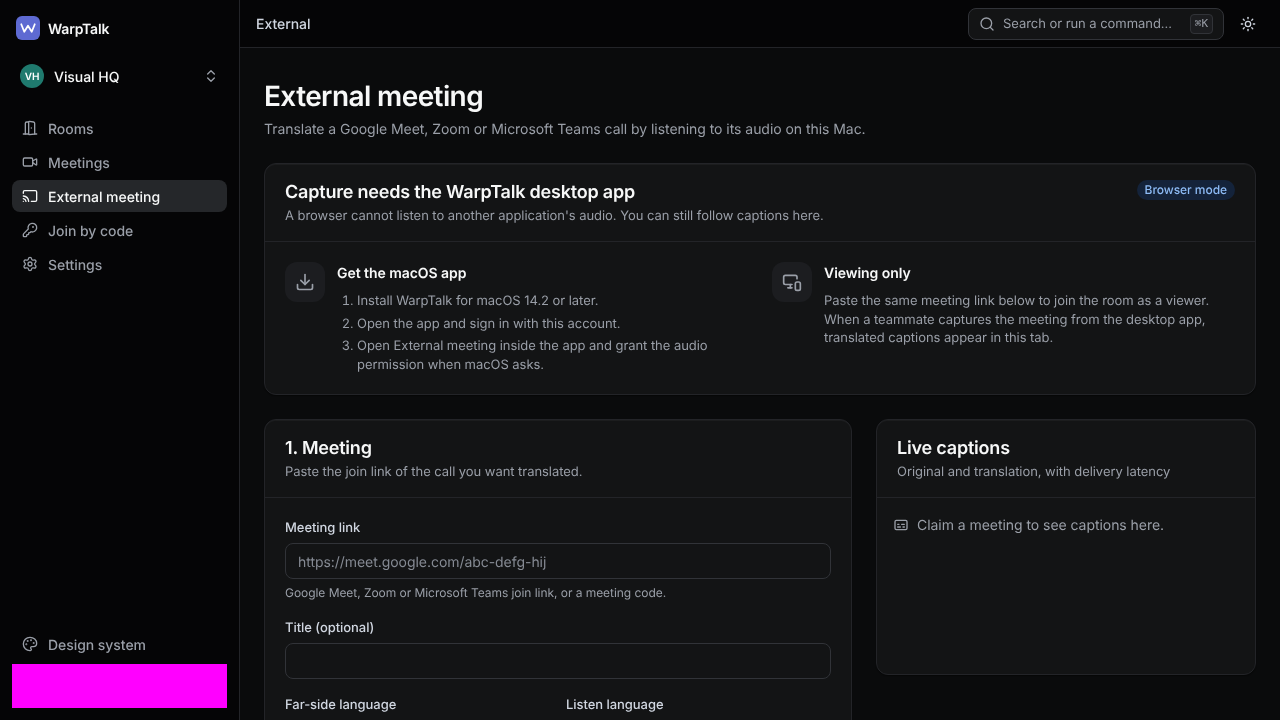 WarpTalk
External
Search or run a command...
⌘K
VH
Visual HQ
Rooms
Meetings
External meeting
Join by code
Settings
Design system
External meeting
Translate a Google Meet, Zoom or Microsoft Teams call by listening to its audio on this Mac.
Capture needs the WarpTalk desktop app
Browser mode
A browser cannot listen to another application's audio. You can still follow captions here.
Get the macOS app
1. Install WarpTalk for macOS 14.2 or later.
2. Open the app and sign in with this account.
3. Open External meeting inside the app and grant the audio
permission when macOS asks.
Viewing only
Paste the same meeting link below to join the room as a viewer.
When a teammate captures the meeting from the desktop app,
translated captions appear in this tab.
1. Meeting
Paste the join link of the call you want translated.
Meeting link
https://meet.google.com/abc-defg-hij
Google Meet, Zoom or Microsoft Teams join link, or a meeting code.
Title (optional)
Far-side language
Listen language
Live captions
Original and translation, with delivery latency
Claim a meeting to see captions here.